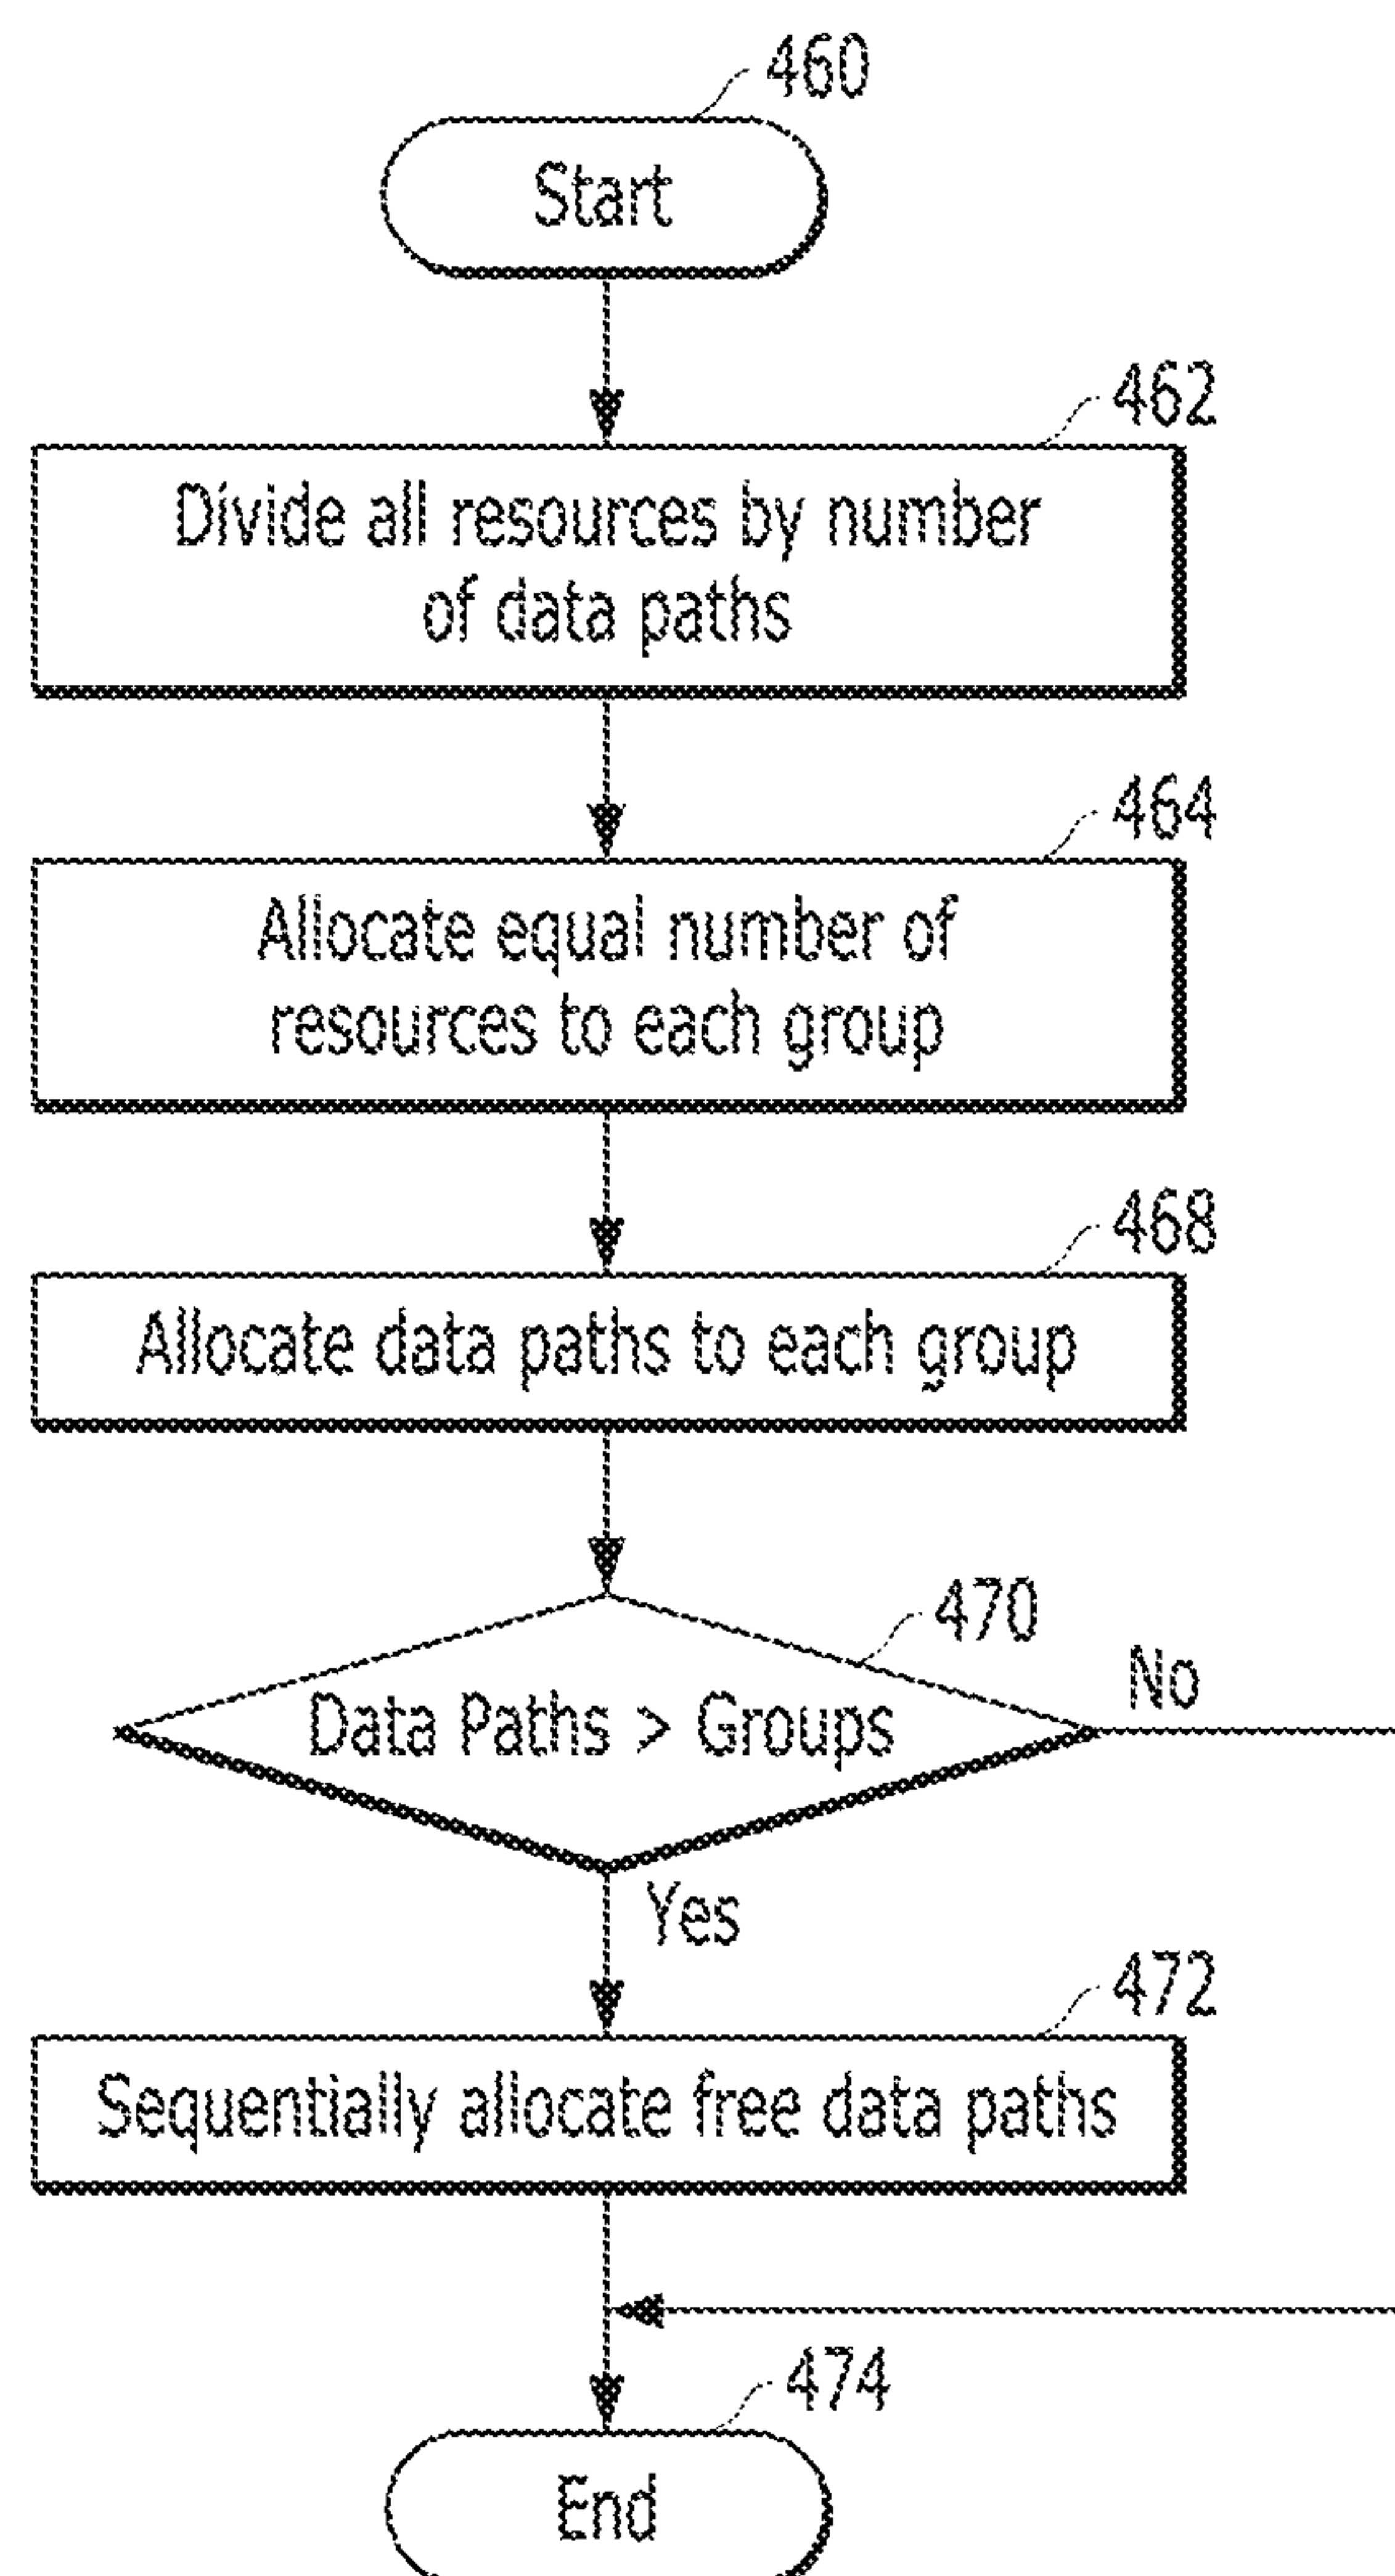 460
Start
462
Divide all resources by number
of data paths
464
Allocate equal number of
resources to each group
468
Allocate data paths to each group
470
Data Paths > Groups
No
Yes
472
Sequentially allocate free data paths
474
End